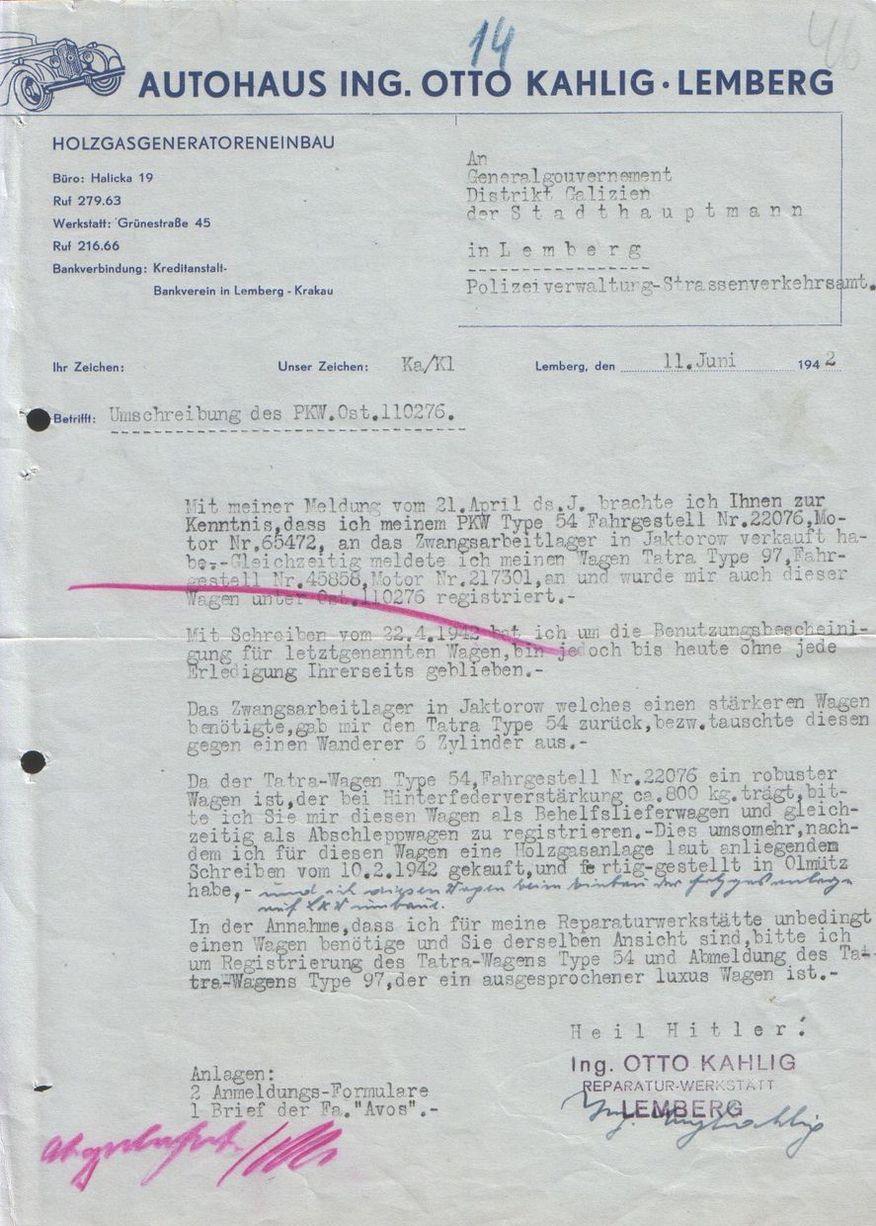 14
46
AUTOHAUS ING. OTTO KAHLIG · LEMBERG
HOLZGASGENERATORENEINBAU
Büro: Halicka 19
Ruf 279.63
Werkstatt: Grünestraße 45
Ruf 216.66
Bankverbindung: Kreditanstalt-
Bankverein in Lemberg - Krakau
An
Generalgouvernement
Distrikt Galizien
der Stadthauptmann
in Lemberg
Polizeiverwaltung-Strassenverkehrsamt.
Ihr Zeichen: Unser Zeichen: Ka/Kl Lemberg, den 11.Juni 1942
Betrifft: Umschreibung des PKW.Ost.110276.
Mit meiner Meldung vom 21.April ds.J. brachte ich Ihnen zur
Kenntnis,dass ich meinem PKW Type 54 Fahrgestell Nr.22076,Mo-
tor Nr.65472, an das Zwangsarbeitlager in Jaktorow verkauft ha-
be.-Gleichzeitig meldete ich meinen Wagen Tatra Type 97,Fahr-
gestell Nr.45858,Motor Nr.217301,an und wurde mir auch dieser
Wagen unter Ost.110276 registriert.-
Mit Schreiben vom 22.4.1942 bat ich um die Benutzungsbescheini-
gung für letztgenannten Wagen,bin jedoch bis heute ohne jede
Erledigung Ihrerseits geblieben.-
Das Zwangsarbeitlager in Jaktorow welches einen stärkeren Wagen
benötigte,gab mir den Tatra Type 54 zurück,bezw.tauschte diesen
gegen einen Wanderer 6 Zylinder aus.-
Da der Tatra-Wagen Type 54,Fahrgestell Nr.22076 ein robuster
Wagen ist,der bei Hinterfederverstärkung ca.800 kg.trägt,bit-
te ich Sie mir diesen Wagen als Behelfslieferwagen und gleich-
zeitig als Abschleppwagen zu registrieren.-Dies umsomehr,nach-
dem ich für diesen Wagen eine Holzgasanlage laut anliegendem
Schreiben vom 10.2.1942 gekauft,und fertig-gestellt in Olmütz
habe,- und ich diesen Wagen beim Einbau der Holzgasanlage
auf LKW umbaue.
In der Annahme,dass ich für meine Reparaturwerkstätte unbedingt
einen Wagen benötige und Sie derselben Ansicht sind,bitte ich
um Registrierung des Tatra-Wagens Type 54 und Abmeldung des Ta-
tra-Wagens Type 97,der ein ausgesprochener luxus Wagen ist.-
Heil Hitler:
Ing. OTTO KAHLIG
REPARATUR-WERKSTATT
LEMBERG
Anlagen:
2 Anmeldungs-Formulare
1 Brief der Fa."Avos".-